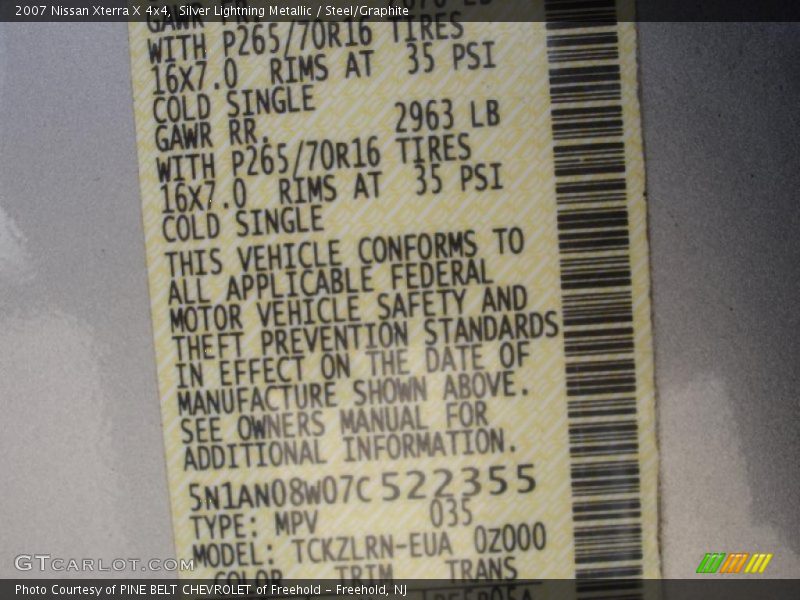 2007 Nissan Xterra X 4x4, Silver Lightning Metallic / Steel/Graphite
WITH P265/70R16 TIRES
16x7.0 RIMS AT 35 PSI
COLD SINGLE
GAWR RR. 2963 LB
WITH P265/70R16 TIRES
16x7.0 RIMS AT 35 PSI
COLD SINGLE
THIS VEHICLE CONFORMS TO
ALL APPLICABLE FEDERAL
MOTOR VEHICLE SAFETY AND
THEFT PREVENTION STANDARDS
IN EFFECT ON THE DATE OF
MANUFACTURE SHOWN ABOVE.
SEE OWNERS MANUAL FOR
ADDITIONAL INFORMATION.
5N1AN08W07C522355
TYPE: MPV 035
MODEL: TCKZLRN-EUA 0Z000
COLOR TRIM TRANS
GTCARLOT.COM
Photo Courtesy of PINE BELT CHEVROLET of Freehold - Freehold, NJ